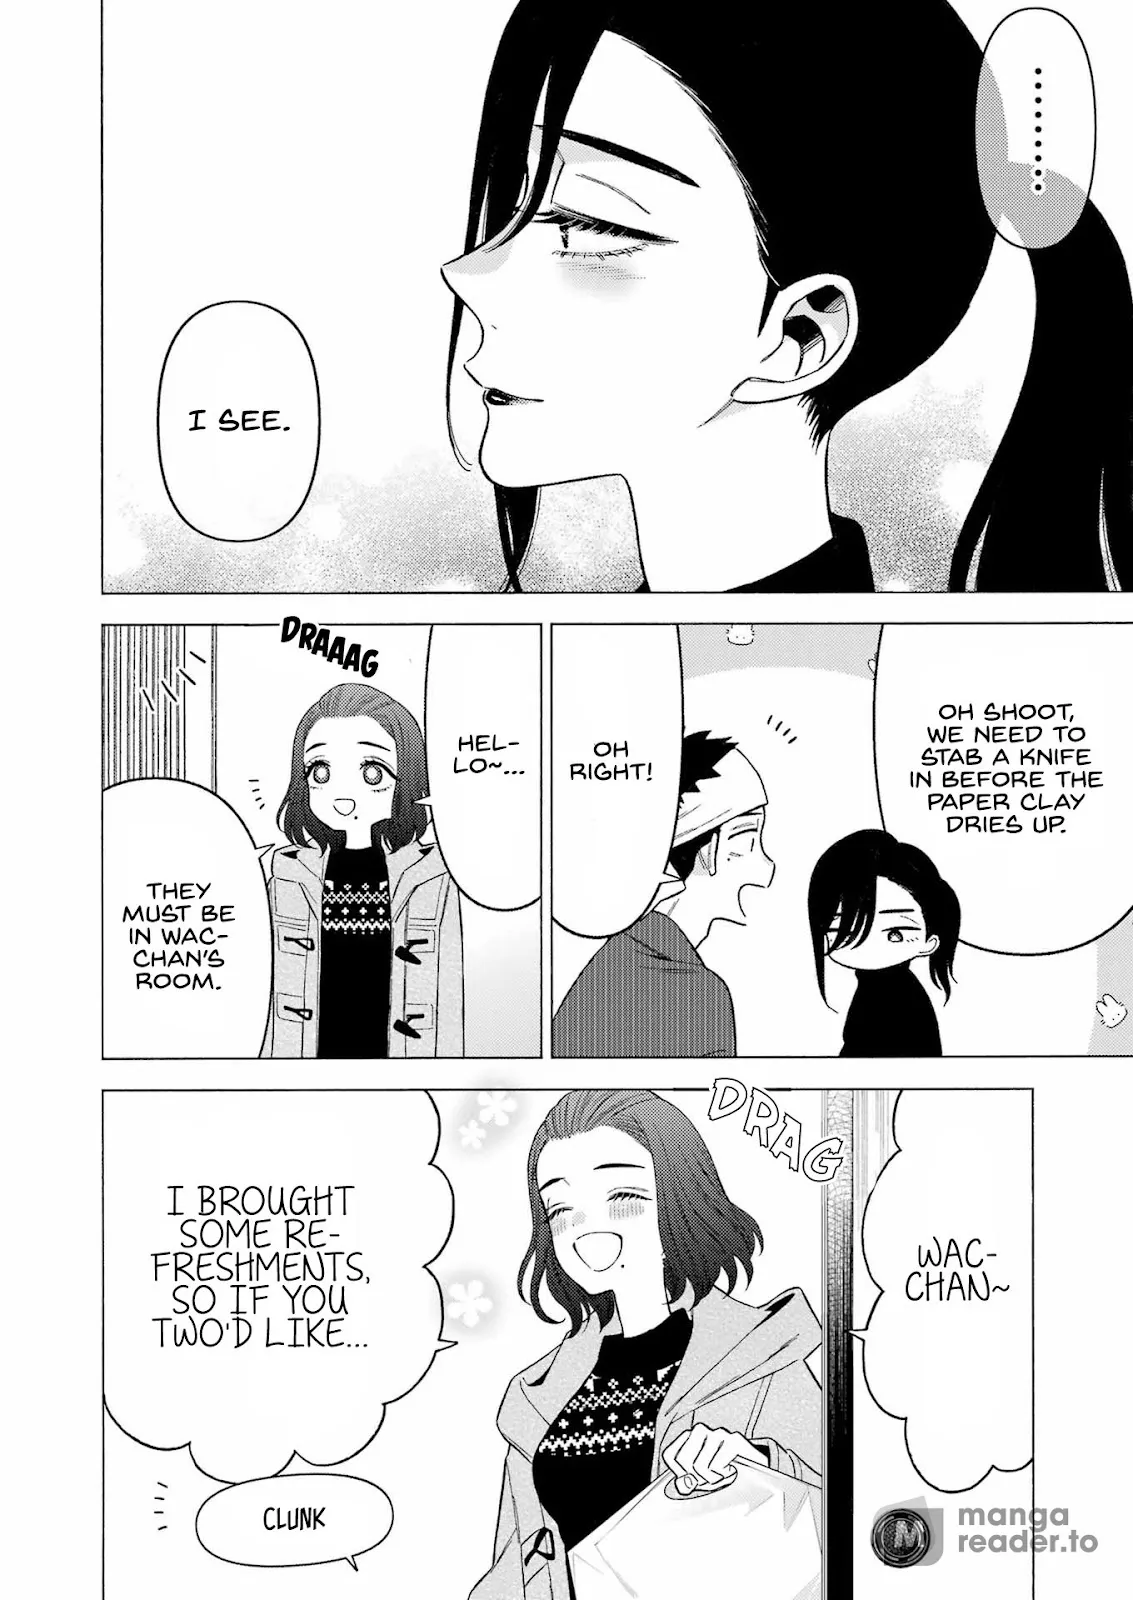 ..........
I SEE.
OH SHOOT,
WE NEED TO
STAB A KNIFE
IN BEFORE THE
PAPER CLAY
DRIES UP.
OH
RIGHT!
DRAAAG
HEL-
LO~...
THEY
MUST BE
IN WAC-
CHAN'S
ROOM.
DRAG
WAC-
CHAN~
I BROUGHT
SOME RE-
FRESHMENTS,
SO IF YOU
TWO'D LIKE...
CLUNK
M
manga
reader.to